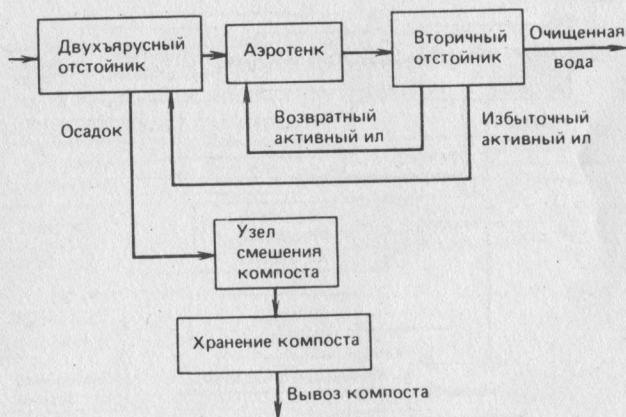 Двухъярусный
отстойник
Аэротенк
Вторичный
отстойник
Очищенная
вода
Осадок
Возвратный
активный ил
Избыточный
активный ил
Узел
смешения
компоста
Хранение компоста
Вывоз компоста